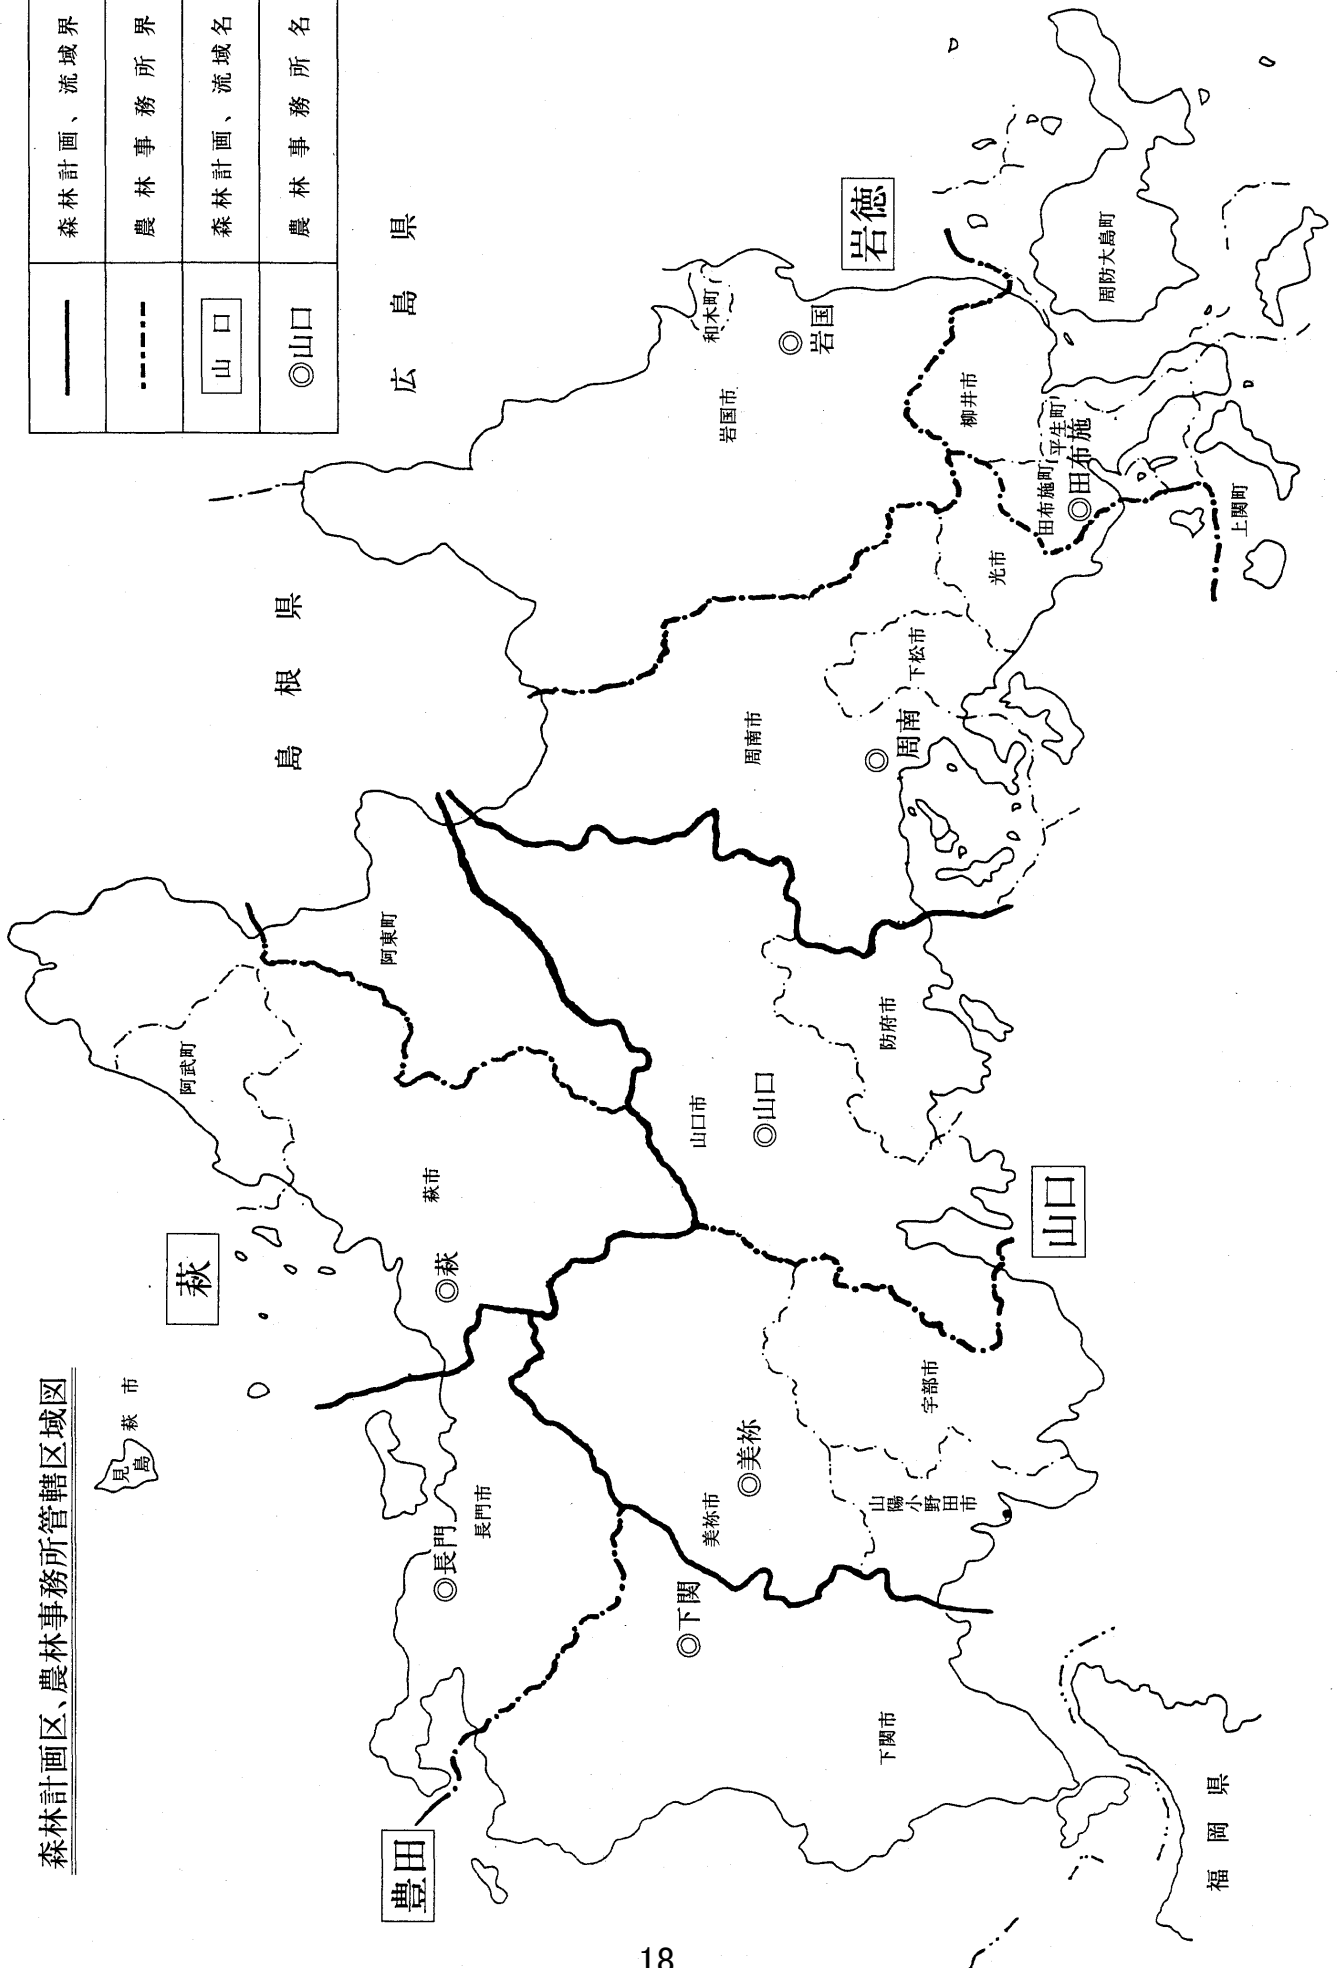 森林計画区、農林事務所管轄区域図
森林計画、流域界
農林事務所界
山口 森林計画、流域名
◎山口 農林事務所名
見島
萩市
萩
豊田
岩徳
山口
島根県
広島県
福岡県
阿武町
阿東町
萩市
◎萩
長門市
◎長門
美祢市
◎美祢
◎下関
下関市
山陽小野田市
宇部市
山口市
◎山口
防府市
周南市
◎周南
下松市
光市
岩国市
◎岩国
和木町
柳井市
平生町
田布施町
◎田布施
上関町
周防大島町
18